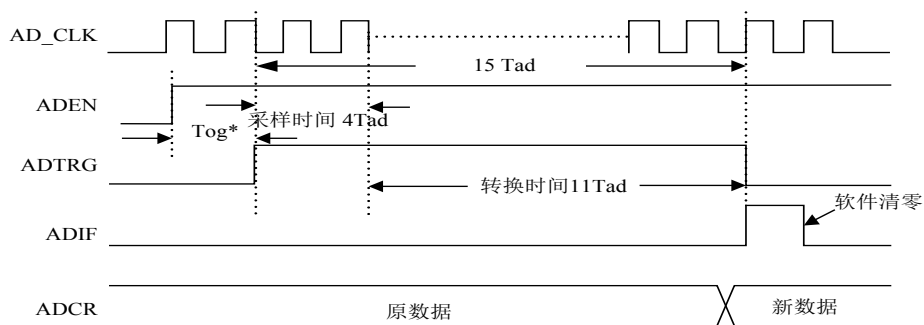 AD_CLK
15 Tad
ADEN
采样时间 4Tad
Tog*
ADTRG
转换时间11Tad
软件清零
ADIF
ADCR
原数据
新数据